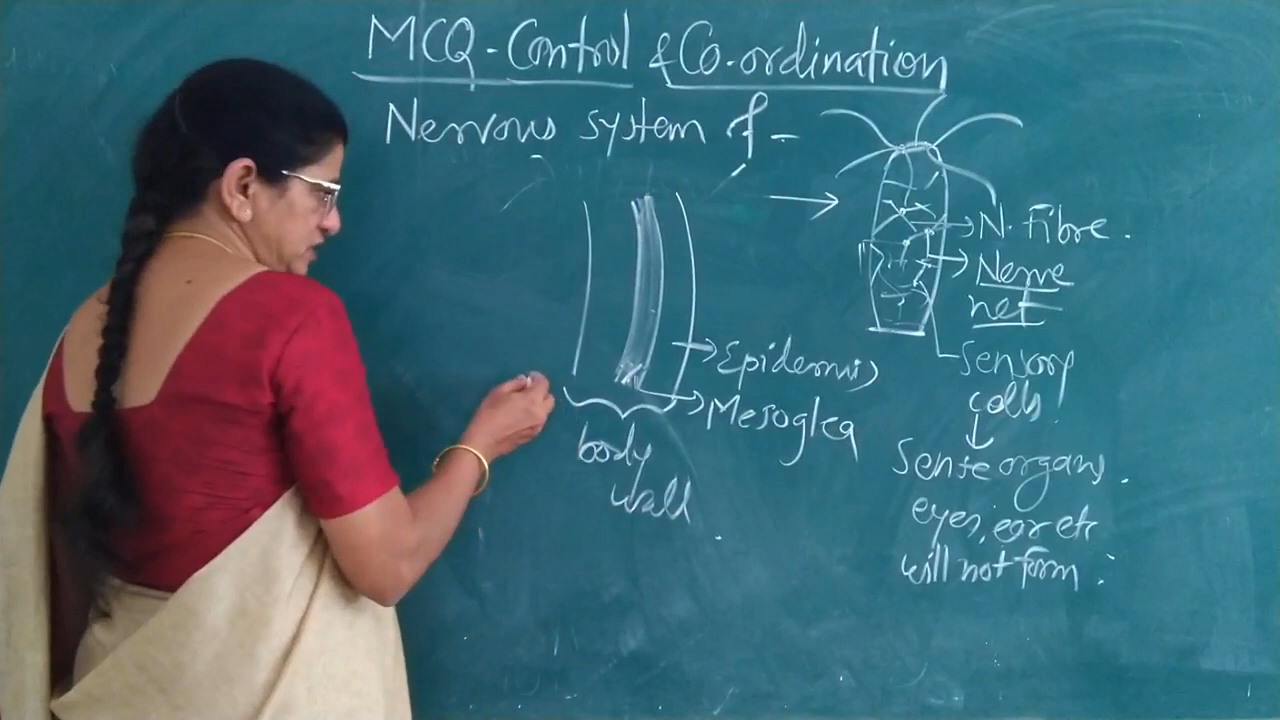 MCQ-Control & Co-ordination
Nervous system of -
N. Fibre.
Nerve
net
Sensory
cells
Sense organs.
eyes, ear etc
will not form.
Epidermis
Mesoglea
body
wall